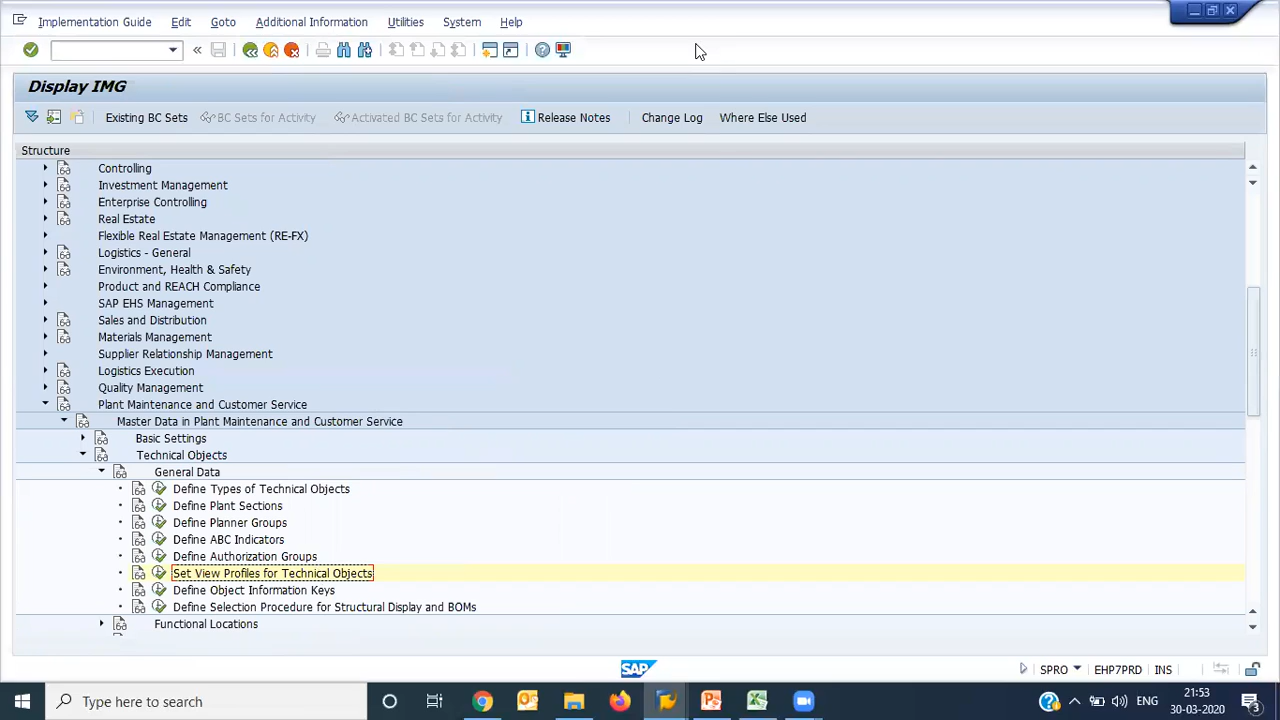 Implementation Guide Edit Goto Additional Information Utilities System Help
Display IMG
Existing BC Sets BC Sets for Activity Activated BC Sets for Activity Release Notes Change Log Where Else Used
Structure
Controlling
Investment Management
Enterprise Controlling
Real Estate
Flexible Real Estate Management (RE-FX)
Logistics - General
Environment, Health & Safety
Product and REACH Compliance
SAP EHS Management
Sales and Distribution
Materials Management
Supplier Relationship Management
Logistics Execution
Quality Management
Plant Maintenance and Customer Service
Master Data in Plant Maintenance and Customer Service
Basic Settings
Technical Objects
General Data
Define Types of Technical Objects
Define Plant Sections
Define Planner Groups
Define ABC Indicators
Define Authorization Groups
Set View Profiles for Technical Objects
Define Object Information Keys
Define Selection Procedure for Structural Display and BOMs
Functional Locations
SAP SPRO EHP7PRD INS
Type here to search ENG 21:53
30-03-2020 3